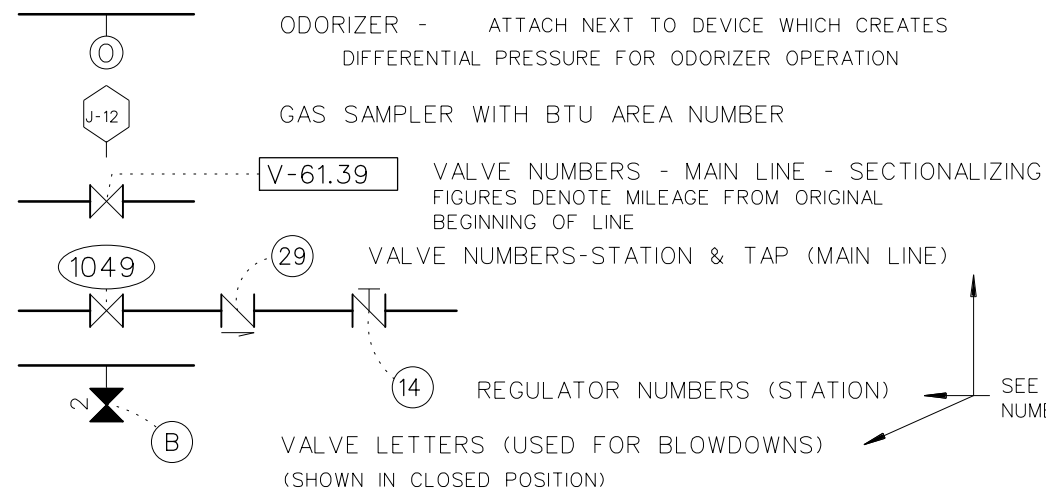 ODORIZER - ATTACH NEXT TO DEVICE WHICH CREATES
O
DIFFERENTIAL PRESSURE FOR ODORIZER OPERATION
J-12
GAS SAMPLER WITH BTU AREA NUMBER
V-61.39
VALVE NUMBERS - MAIN LINE - SECTIONALIZING
FIGURES DENOTE MILEAGE FROM ORIGINAL
BEGINNING OF LINE
1049
29
VALVE NUMBERS-STATION & TAP (MAIN LINE)
14
REGULATOR NUMBERS (STATION)
SEE
2
B
VALVE LETTERS (USED FOR BLOWDOWNS)
(SHOWN IN CLOSED POSITION)